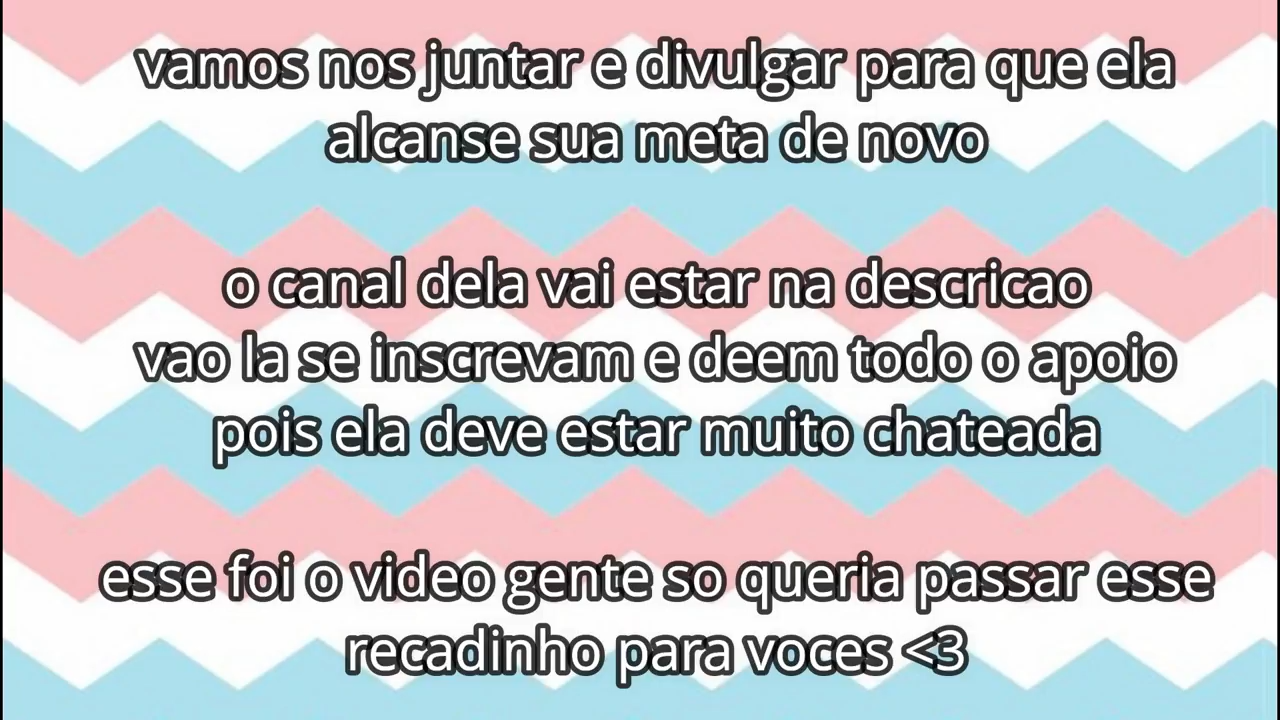 vamos nos juntar e divulgar para que ela
alcanse sua meta de novo
o canal dela vai estar na descricao
vao la se inscrevam e deem todo o apoio
pois ela deve estar muito chateada
esse foi o video gente so queria passar esse
recadinho para voces <3